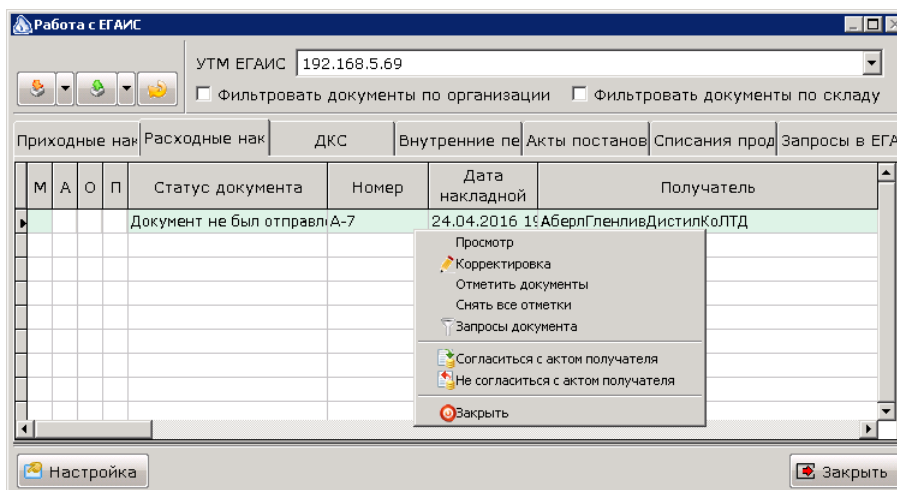 Работа с ЕГАИС
УТМ ЕГАИС 192.168.5.69
Фильтровать документы по организации Фильтровать документы по складу
Приходные нак Расходные нак ДКС Внутренние пе Акты постанов Списания прод Запросы в ЕГА
М А О П Статус документа Номер Дата накладной Получатель
Документ не был отправл А-7 24.04.2016 19 АберлГленливДистилКоЛТД
Просмотр
Корректировка
Отметить документы
Снять все отметки
Запросы документа
Согласиться с актом получателя
Не согласиться с актом получателя
Закрыть
Настройка Закрыть